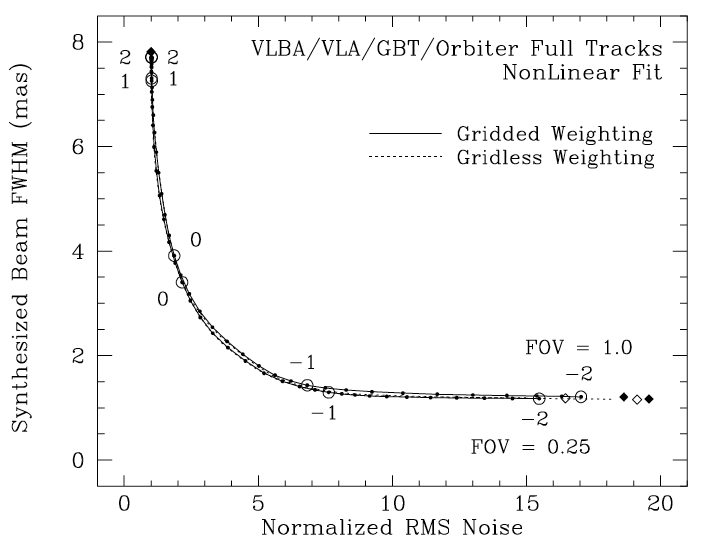 VLBA/VLA/GBT/Orbiter Full Tracks
NonLinear Fit
Gridded Weighting
Gridless Weighting
Synthesized Beam FWHM (mas)
8
6
4
2
0
2 2
1 1
0
0
−1
−1
FOV = 1.0
−2
−2
FOV = 0.25
0 5 10 15 20
Normalized RMS Noise